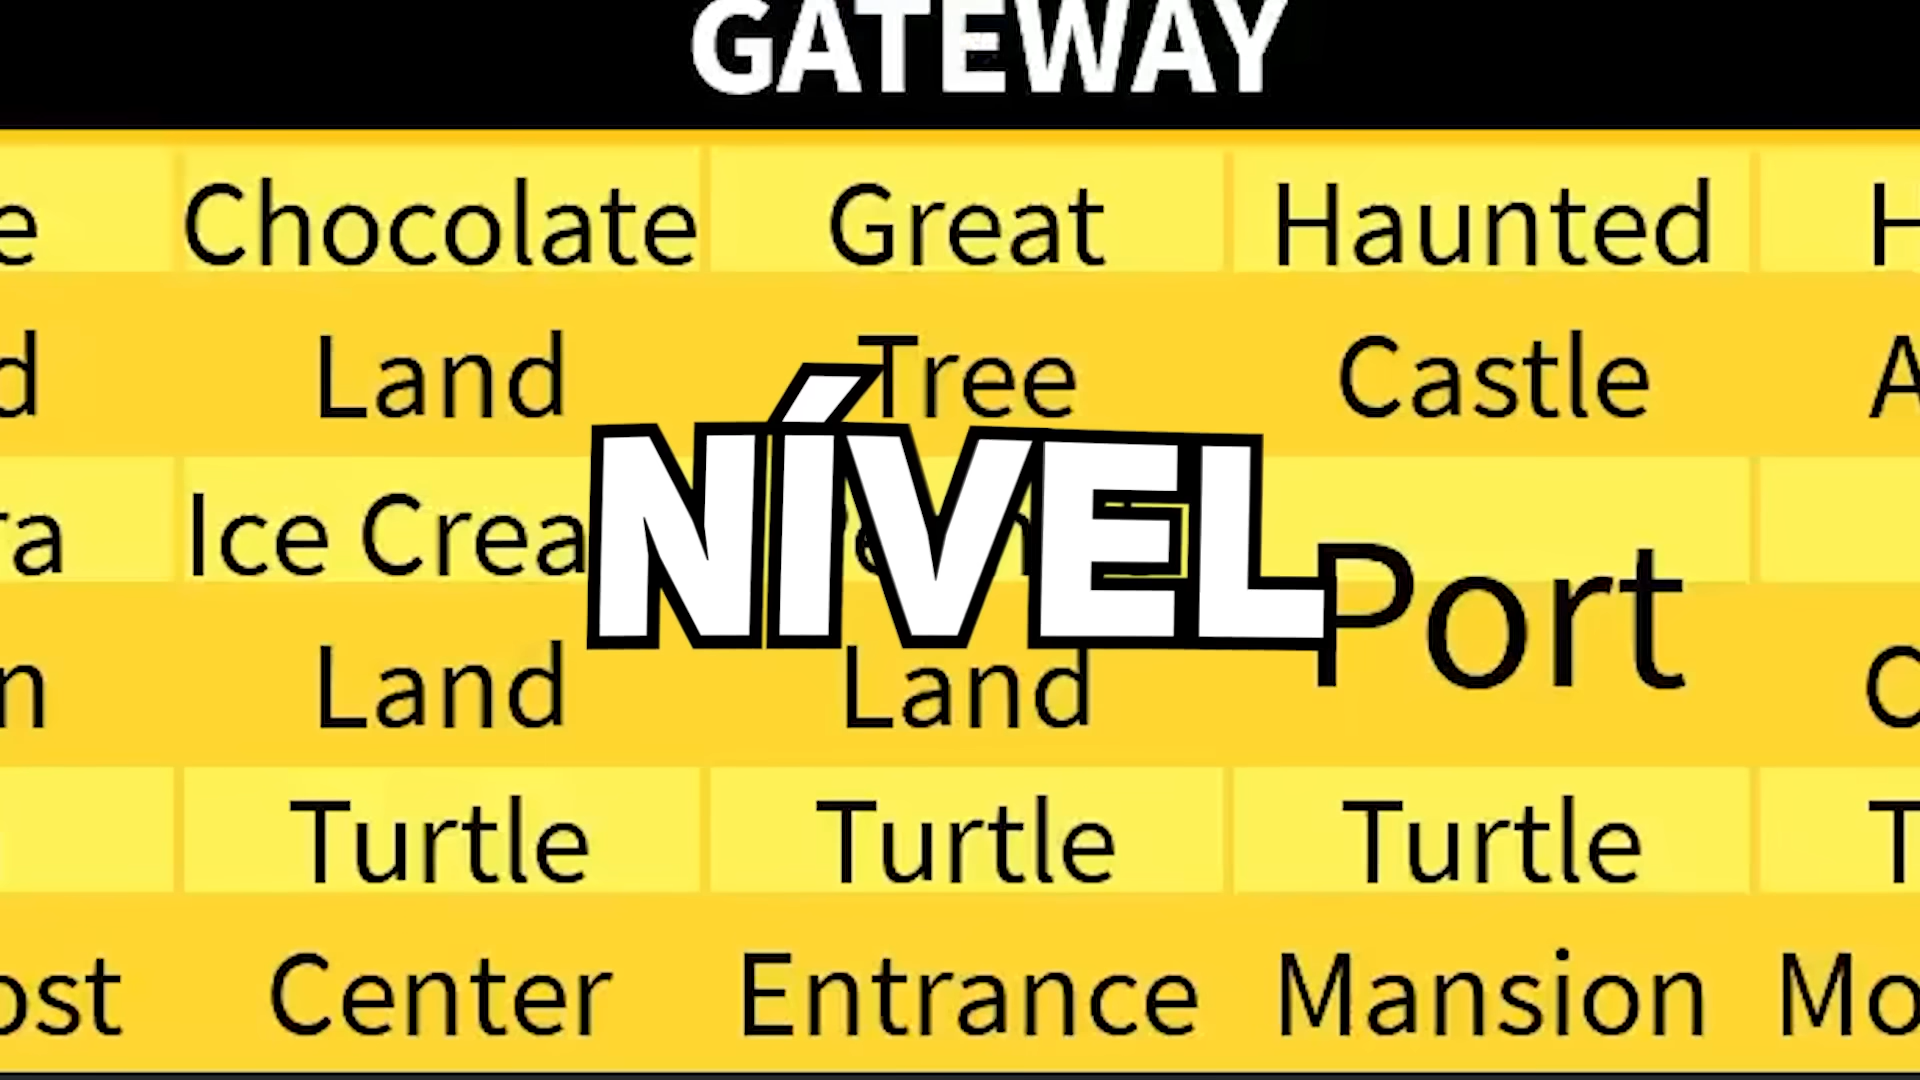 GATEWAY
Chocolate Great Haunted
Land Tree Castle
Ice Crea
NÍVEL
Port
Land Land
Turtle Turtle Turtle
Center Entrance Mansion